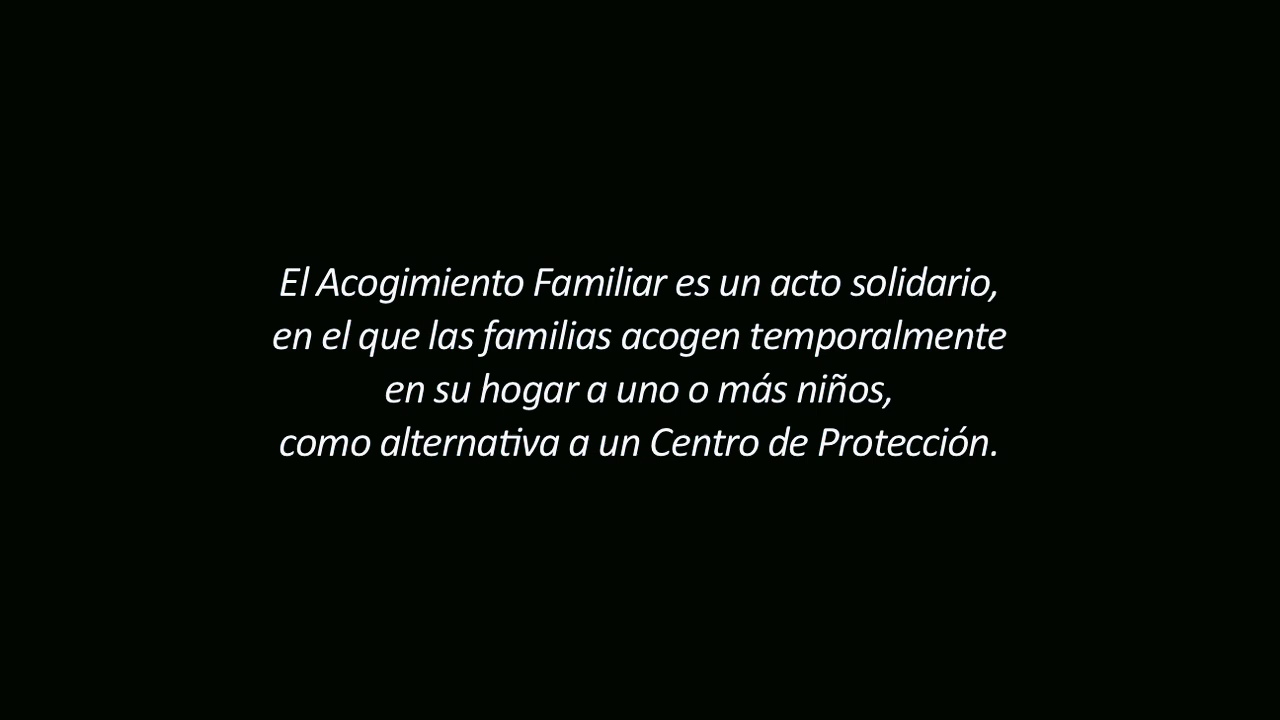 El Acogimiento Familiar es un acto solidario,
en el que las familias acogen temporalmente
en su hogar a uno o más niños,
como alternativa a un Centro de Protección.